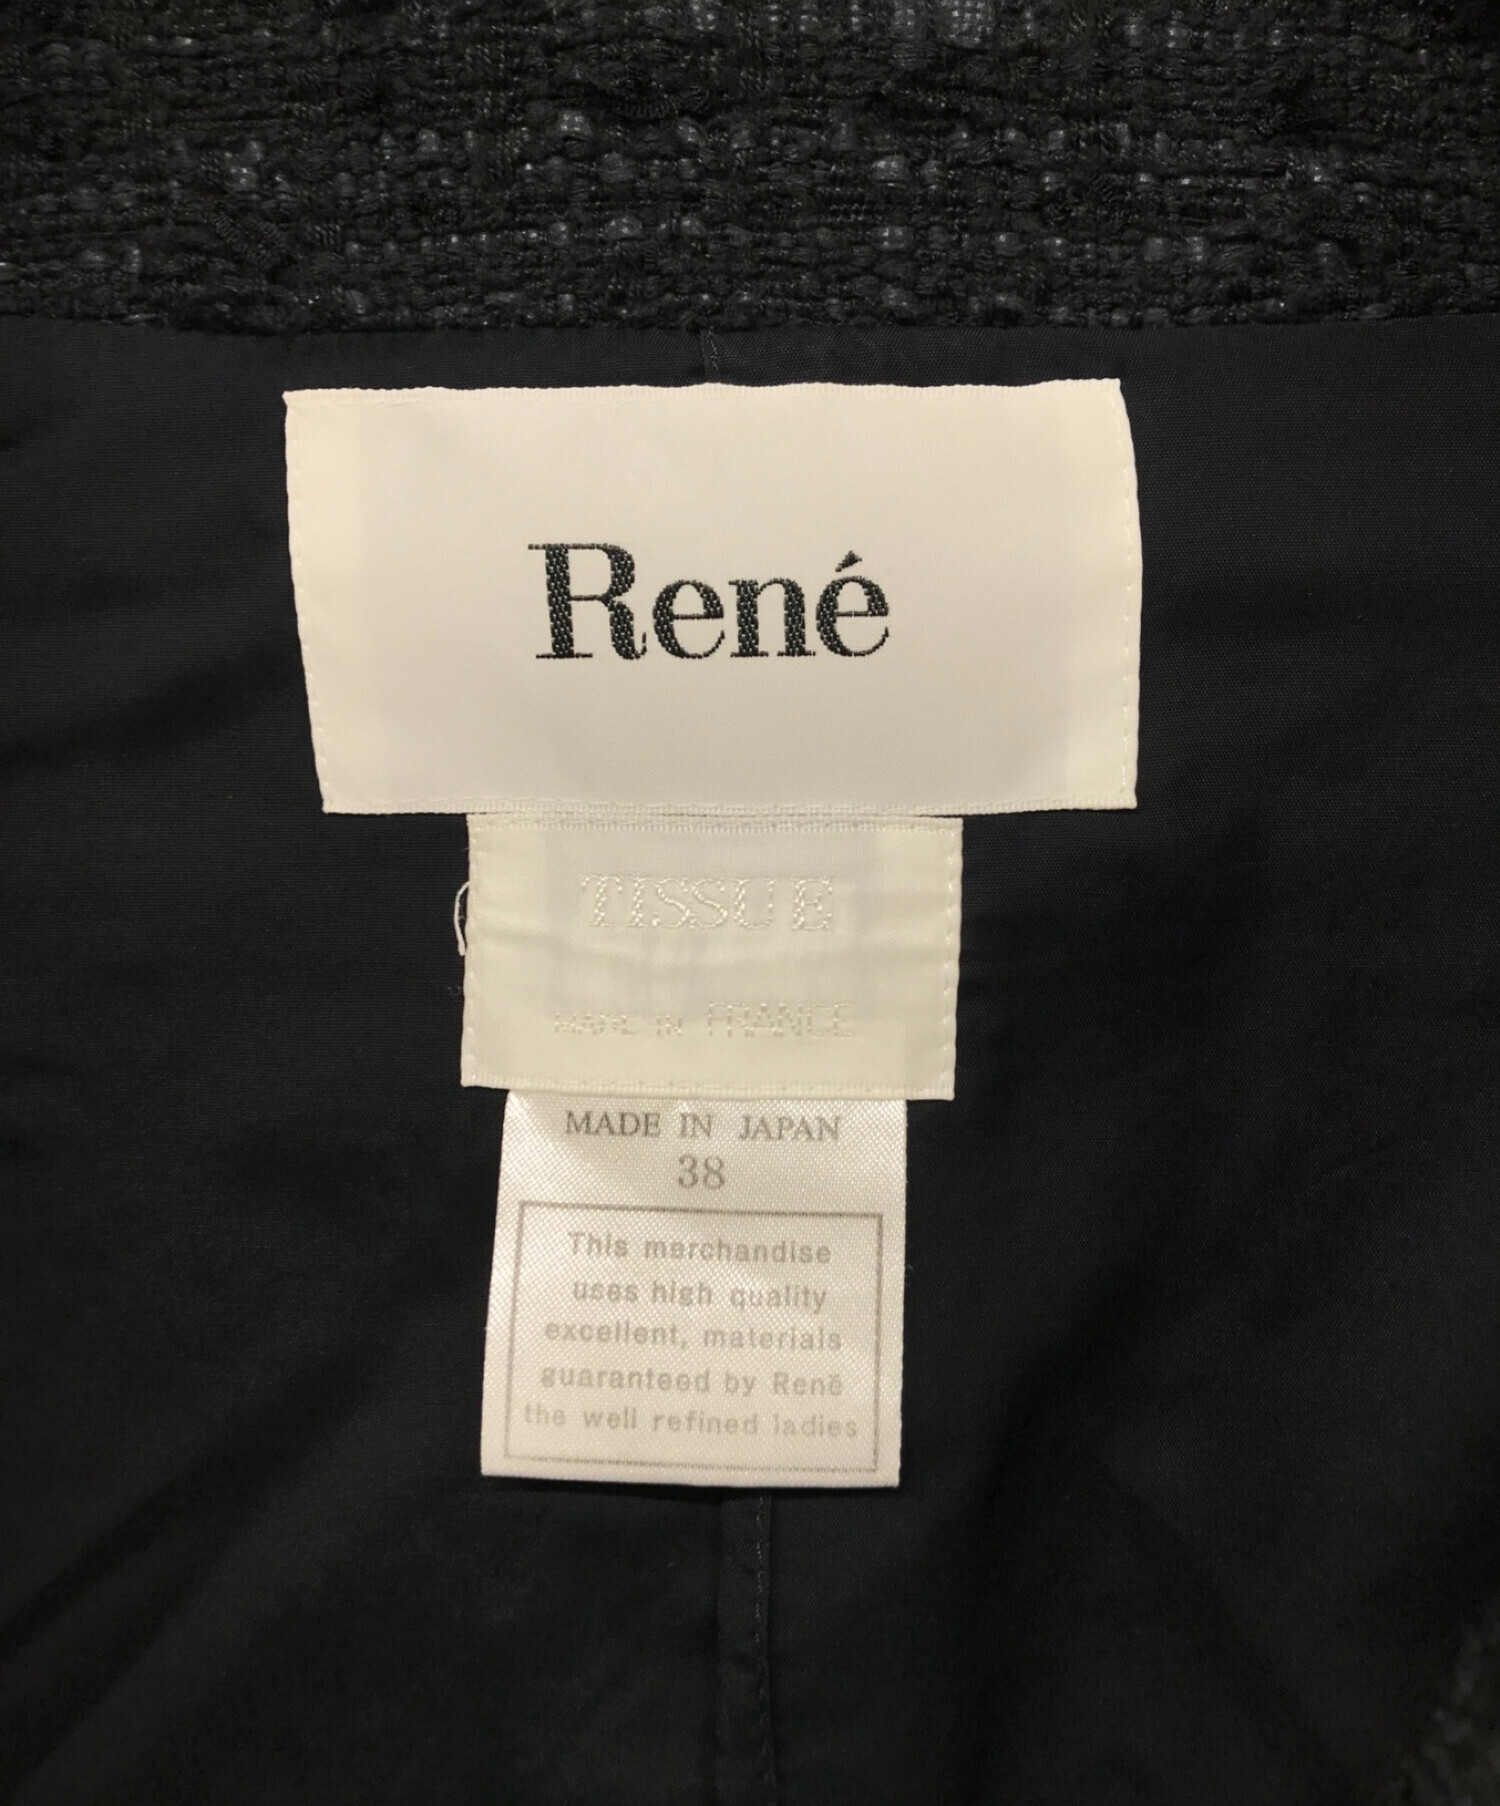 René
TISSUE
MADE IN FRANCE
MADE IN JAPAN
38
This merchandise
uses high quality
excellent, materials
guaranteed by René
the well refined ladies